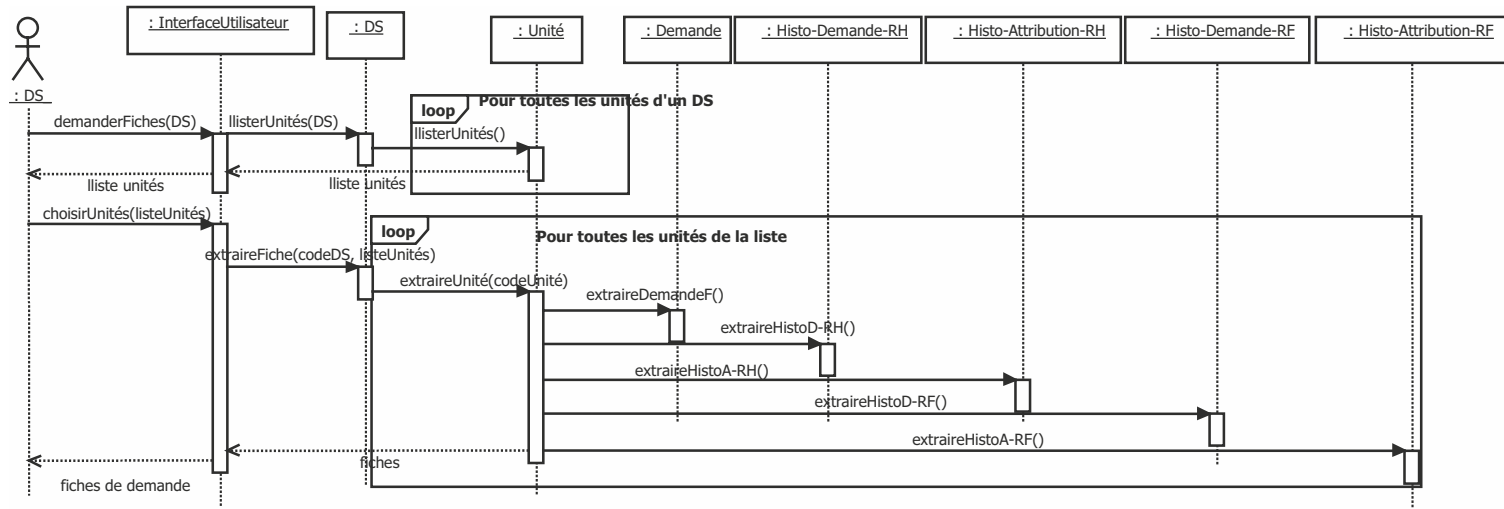 : InterfaceUtilisateur
: DS
: Unité
: Demande
: Histo-Demande-RH
: Histo-Attribution-RH
: Histo-Demande-RF
: Histo-Attribution-RF
: DS
loop
Pour toutes les unités d'un DS
demanderFiches(DS)
llisterUnités(DS)
llisterUnités()
lliste unités
lliste unités
choisirUnités(listeUnités)
loop
Pour toutes les unités de la liste
extraireFiche(codeDS, listeUnités)
extraireUnité(codeUnité)
extraireDemandeF()
extraireHistoD-RH()
extraireHistoA-RH()
extraireHistoD-RF()
extraireHistoA-RF()
fiches
fiches de demande